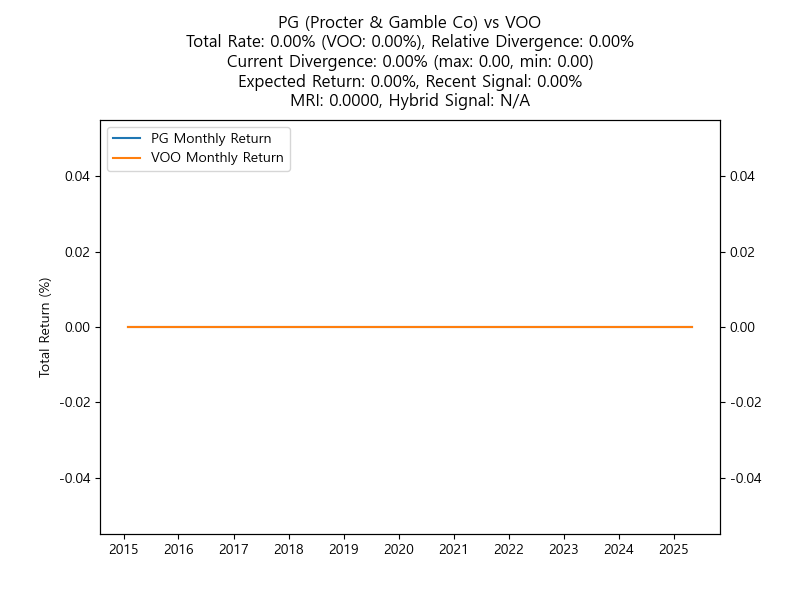 PG (Procter & Gamble Co) vs VOO
Total Rate: 0.00% (VOO: 0.00%), Relative Divergence: 0.00%
Current Divergence: 0.00% (max: 0.00, min: 0.00)
Expected Return: 0.00%, Recent Signal: 0.00%
MRI: 0.0000, Hybrid Signal: N/A
PG Monthly Return
VOO Monthly Return
0.04 0.04
0.02 0.02
0.00 0.00
-0.02 -0.02
-0.04 -0.04
Total Return (%)
2015 2016 2017 2018 2019 2020 2021 2022 2023 2024 2025